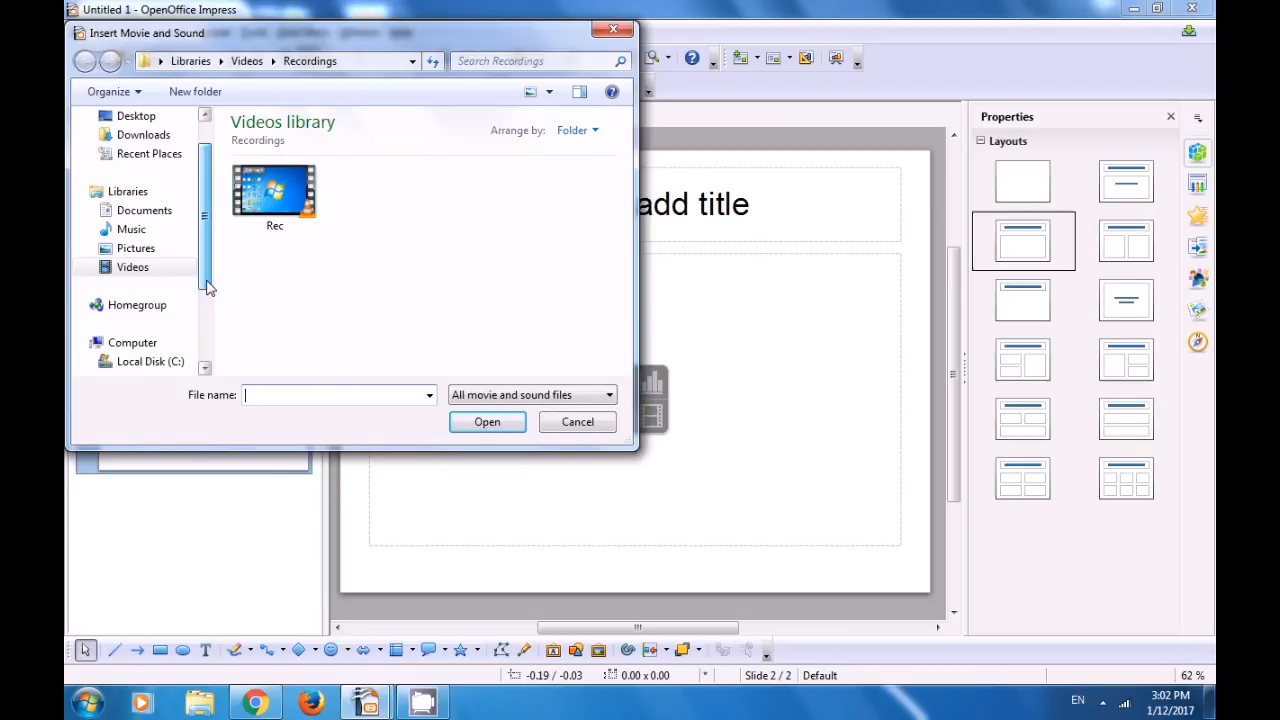 Untitled 1 - OpenOffice Impress
Insert Movie and Sound
Libraries
Videos
Recordings
Search Recordings
Organize
New folder
Desktop
Downloads
Recent Places
Libraries
Documents
Music
Pictures
Videos
Homegroup
Computer
Local Disk (C:)
Videos library
Recordings
Arrange by:
Folder
Rec
File name:
All movie and sound files
Open
Cancel
add title
Properties
Layouts
-0.19 / -0.03
0.00 x 0.00
*
Slide 2 / 2
Default
62 %
EN
3:02 PM
1/12/2017